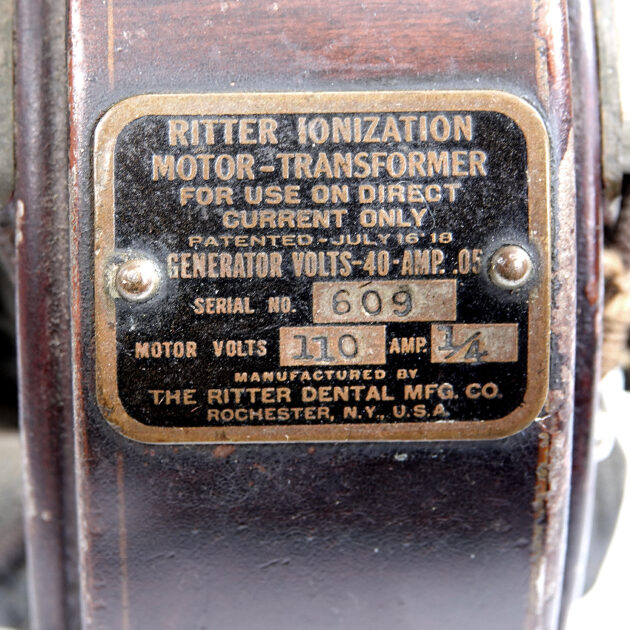 RITTER IONIZATION
MOTOR-TRANSFORMER
FOR USE ON DIRECT
CURRENT ONLY
PATENTED-JULY 16 '18
GENERATOR VOLTS-40-AMP. .05
SERIAL NO. 609
MOTOR VOLTS 110 AMP. 1/4
MANUFACTURED BY
THE RITTER DENTAL MFG. CO.
ROCHESTER, N.Y., U.S.A.